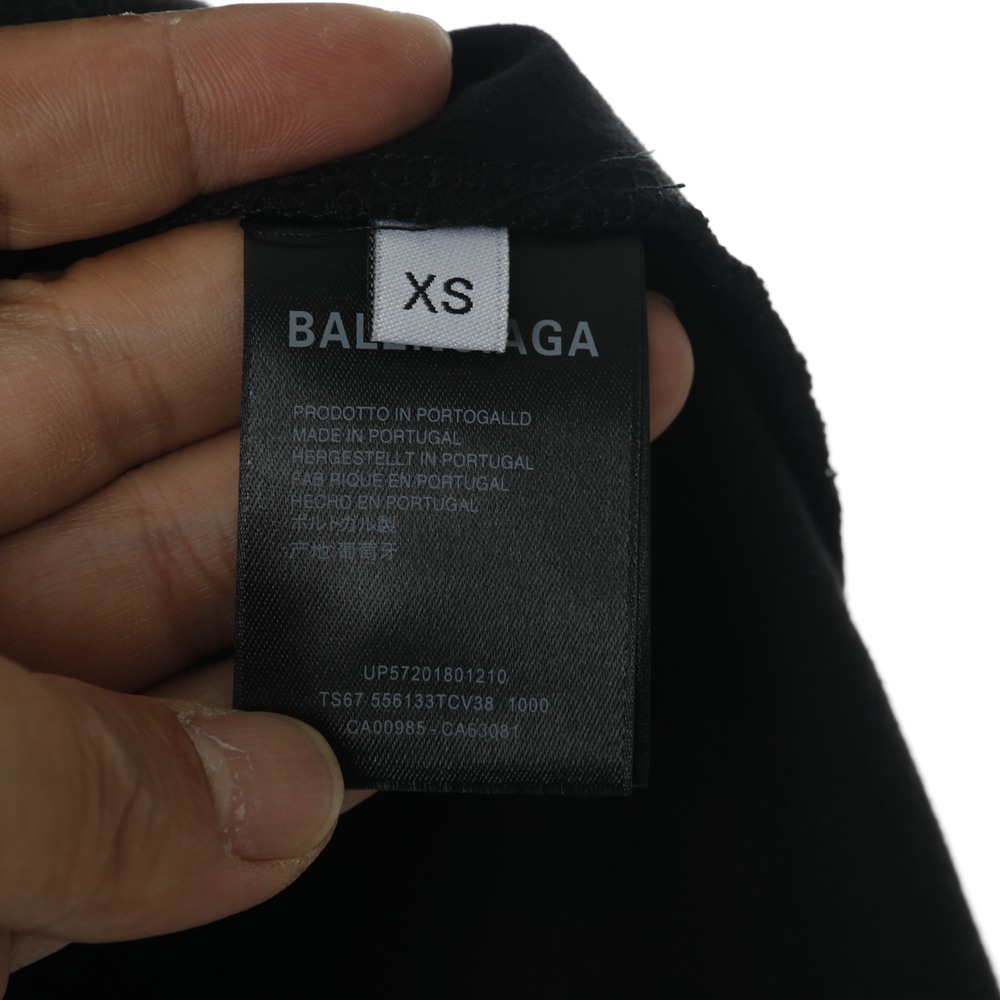 XS
BALENCIAGA
PRODOTTO IN PORTOGALLD
MADE IN PORTUGAL
HERGESTELLT IN PORTUGAL
FAB RIQUE EN PORTUGAL
HECHO EN PORTUGAL
ポルトガル製
产地:葡萄牙
UP57201801210
TS67 556133TCV38 1000
CA00985 - CA63081